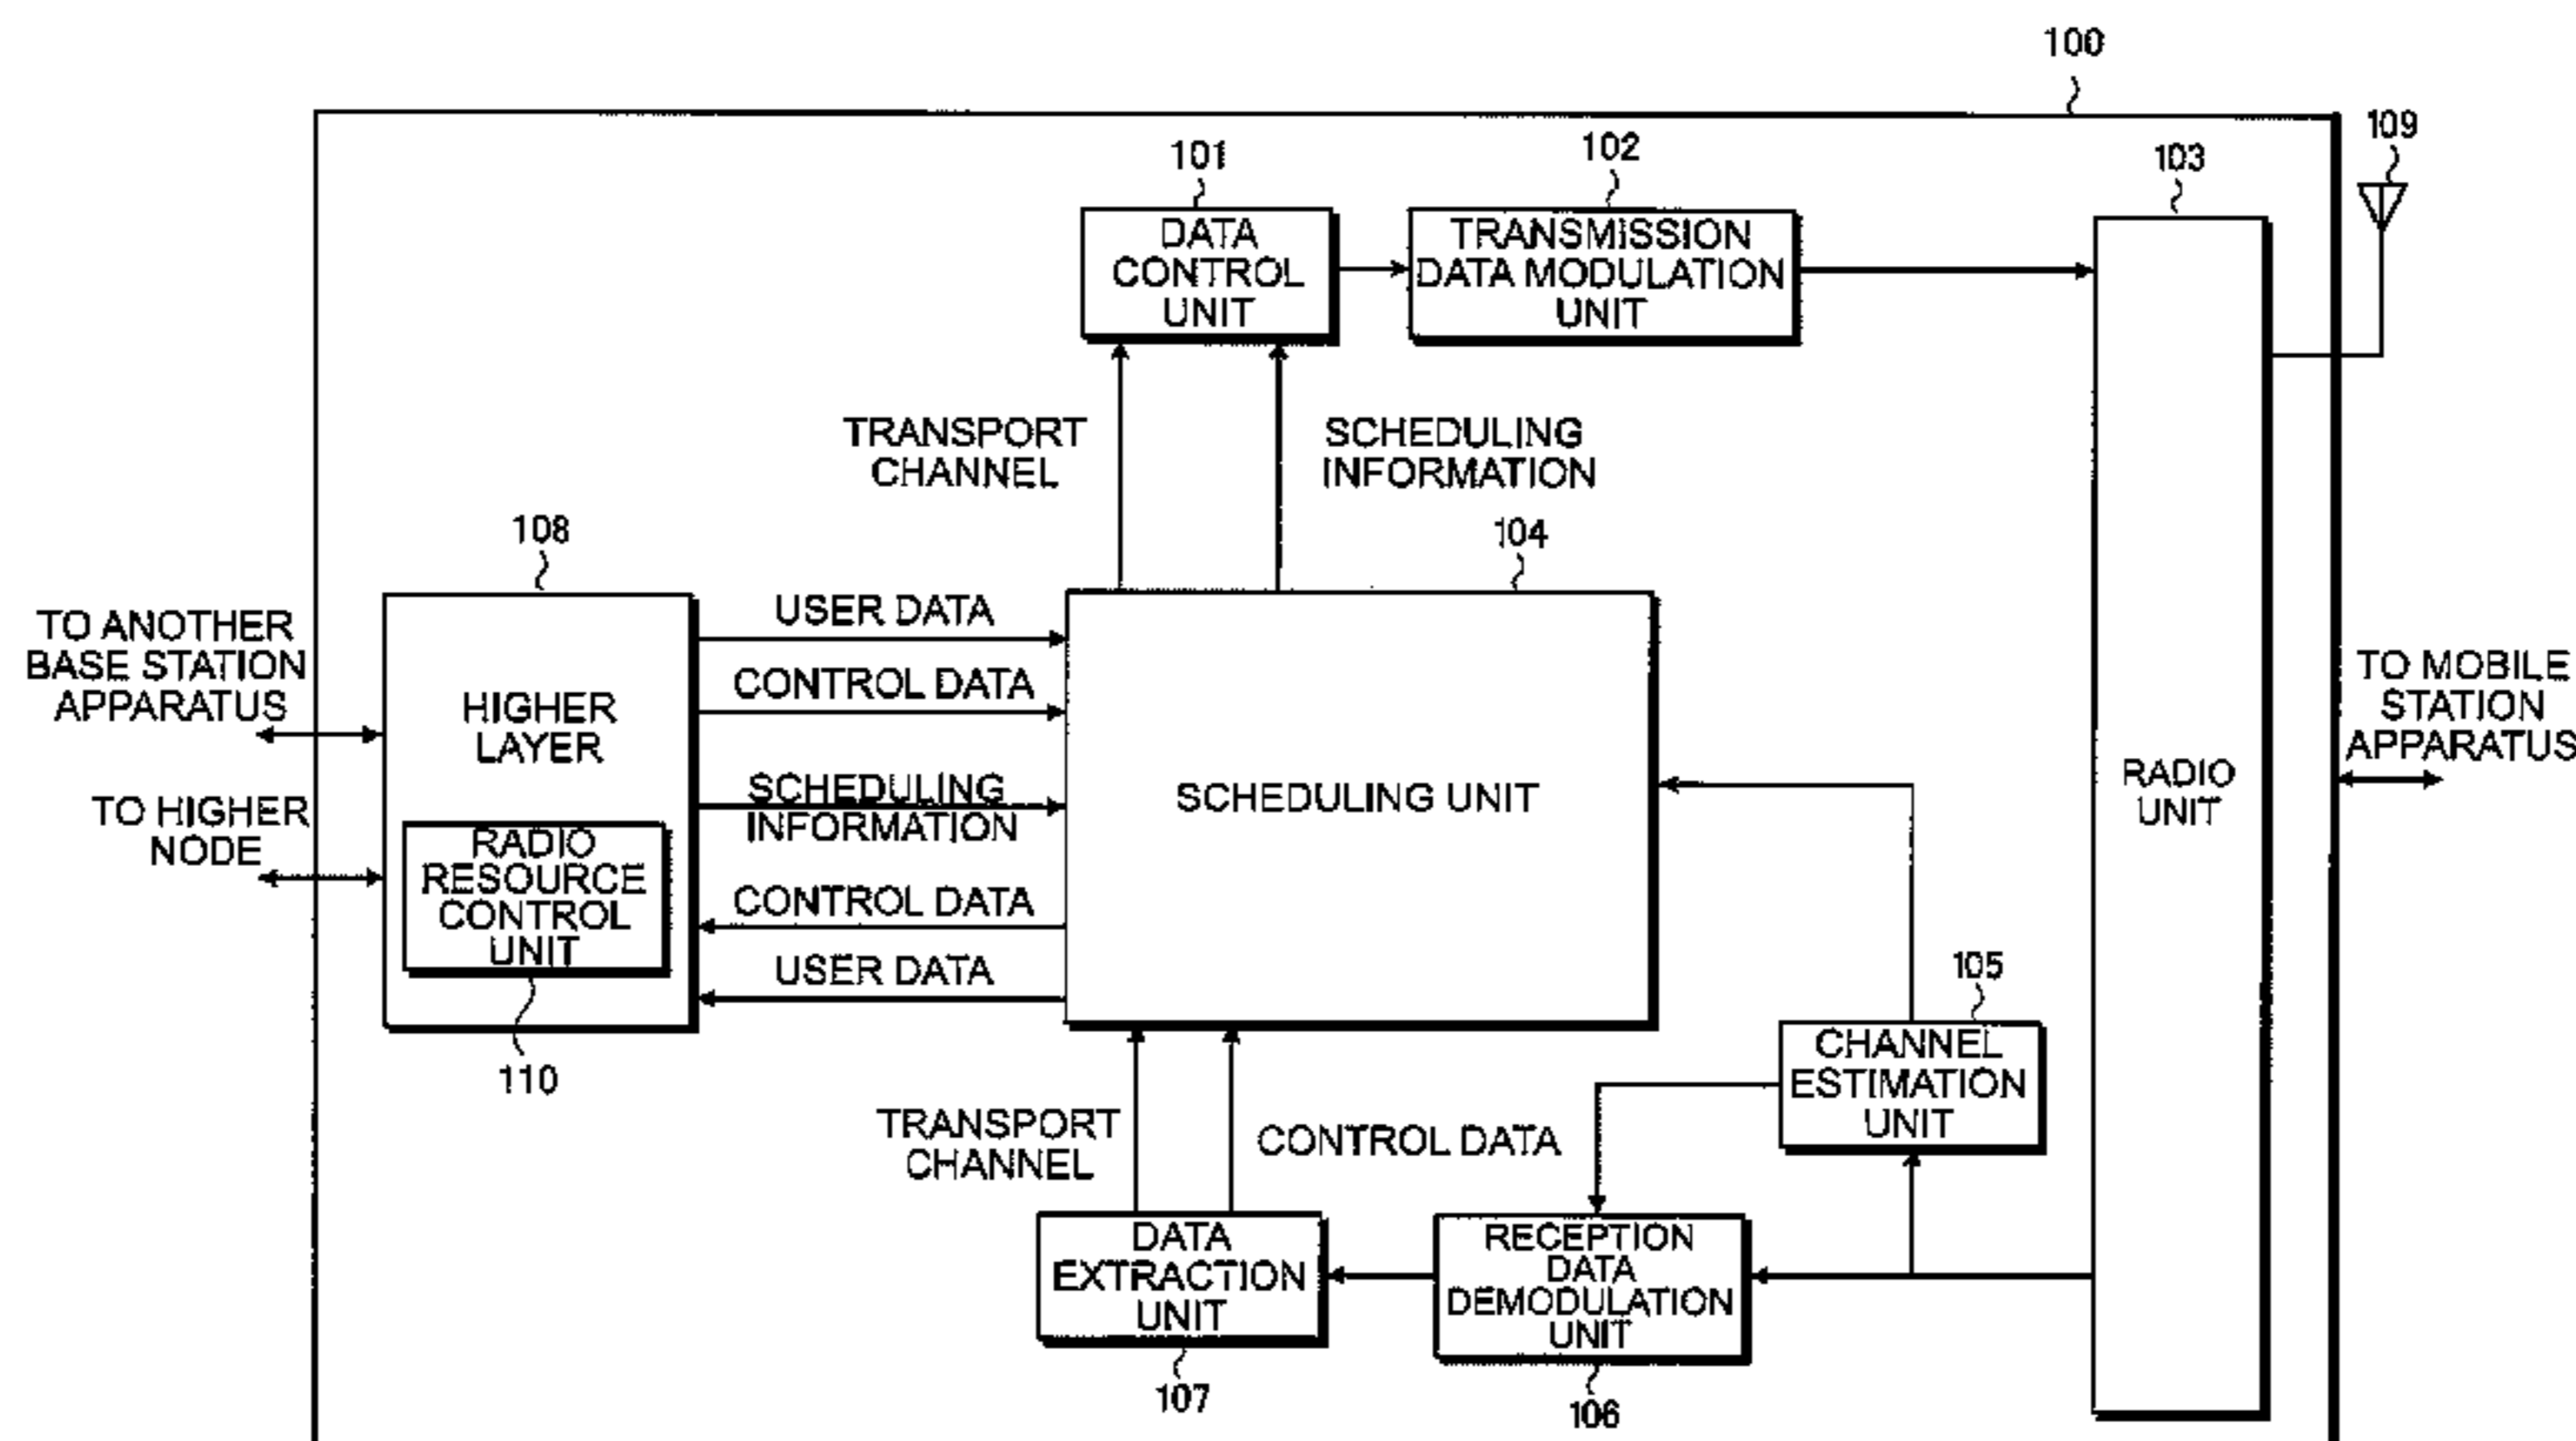 100
109
101
102
103
DATA
CONTROL
UNIT
TRANSMISSION
DATA MODULATION
UNIT
TRANSPORT
CHANNEL
SCHEDULING
INFORMATION
108
104
TO ANOTHER
BASE STATION
APPARATUS
HIGHER
LAYER
USER DATA
CONTROL DATA
SCHEDULING
INFORMATION
CONTROL DATA
USER DATA
SCHEDULING UNIT
RADIO
UNIT
TO MOBILE
STATION
APPARATUS
TO HIGHER
NODE
RADIO
RESOURCE
CONTROL
UNIT
110
105
CHANNEL
ESTIMATION
UNIT
TRANSPORT
CHANNEL
CONTROL DATA
DATA
EXTRACTION
UNIT
RECEPTION
DATA
DEMODULATION
UNIT
107
106